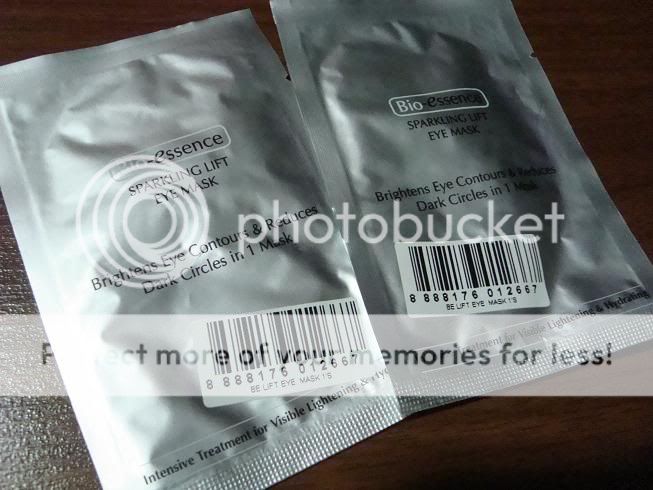 Bio-essence
SPARKLING LIFT
EYE MASK
Brightens Eye Contours & Reduces
Dark Circles in 1 Mask
8 888176 012667
BE LIFT EYE MASK 1'S
Intensive Treatment for Visible Lightening &
Bio-essence
SPARKLING LIFT
EYE MASK
Brightens Eye Contours & Reduces
Dark Circles in 1 Mask
8 888176 012667
BE LIFT EYE MASK 1'S
Treatment for Visible Lightening & Hydrating
photobucket
Protect more of your memories for less!